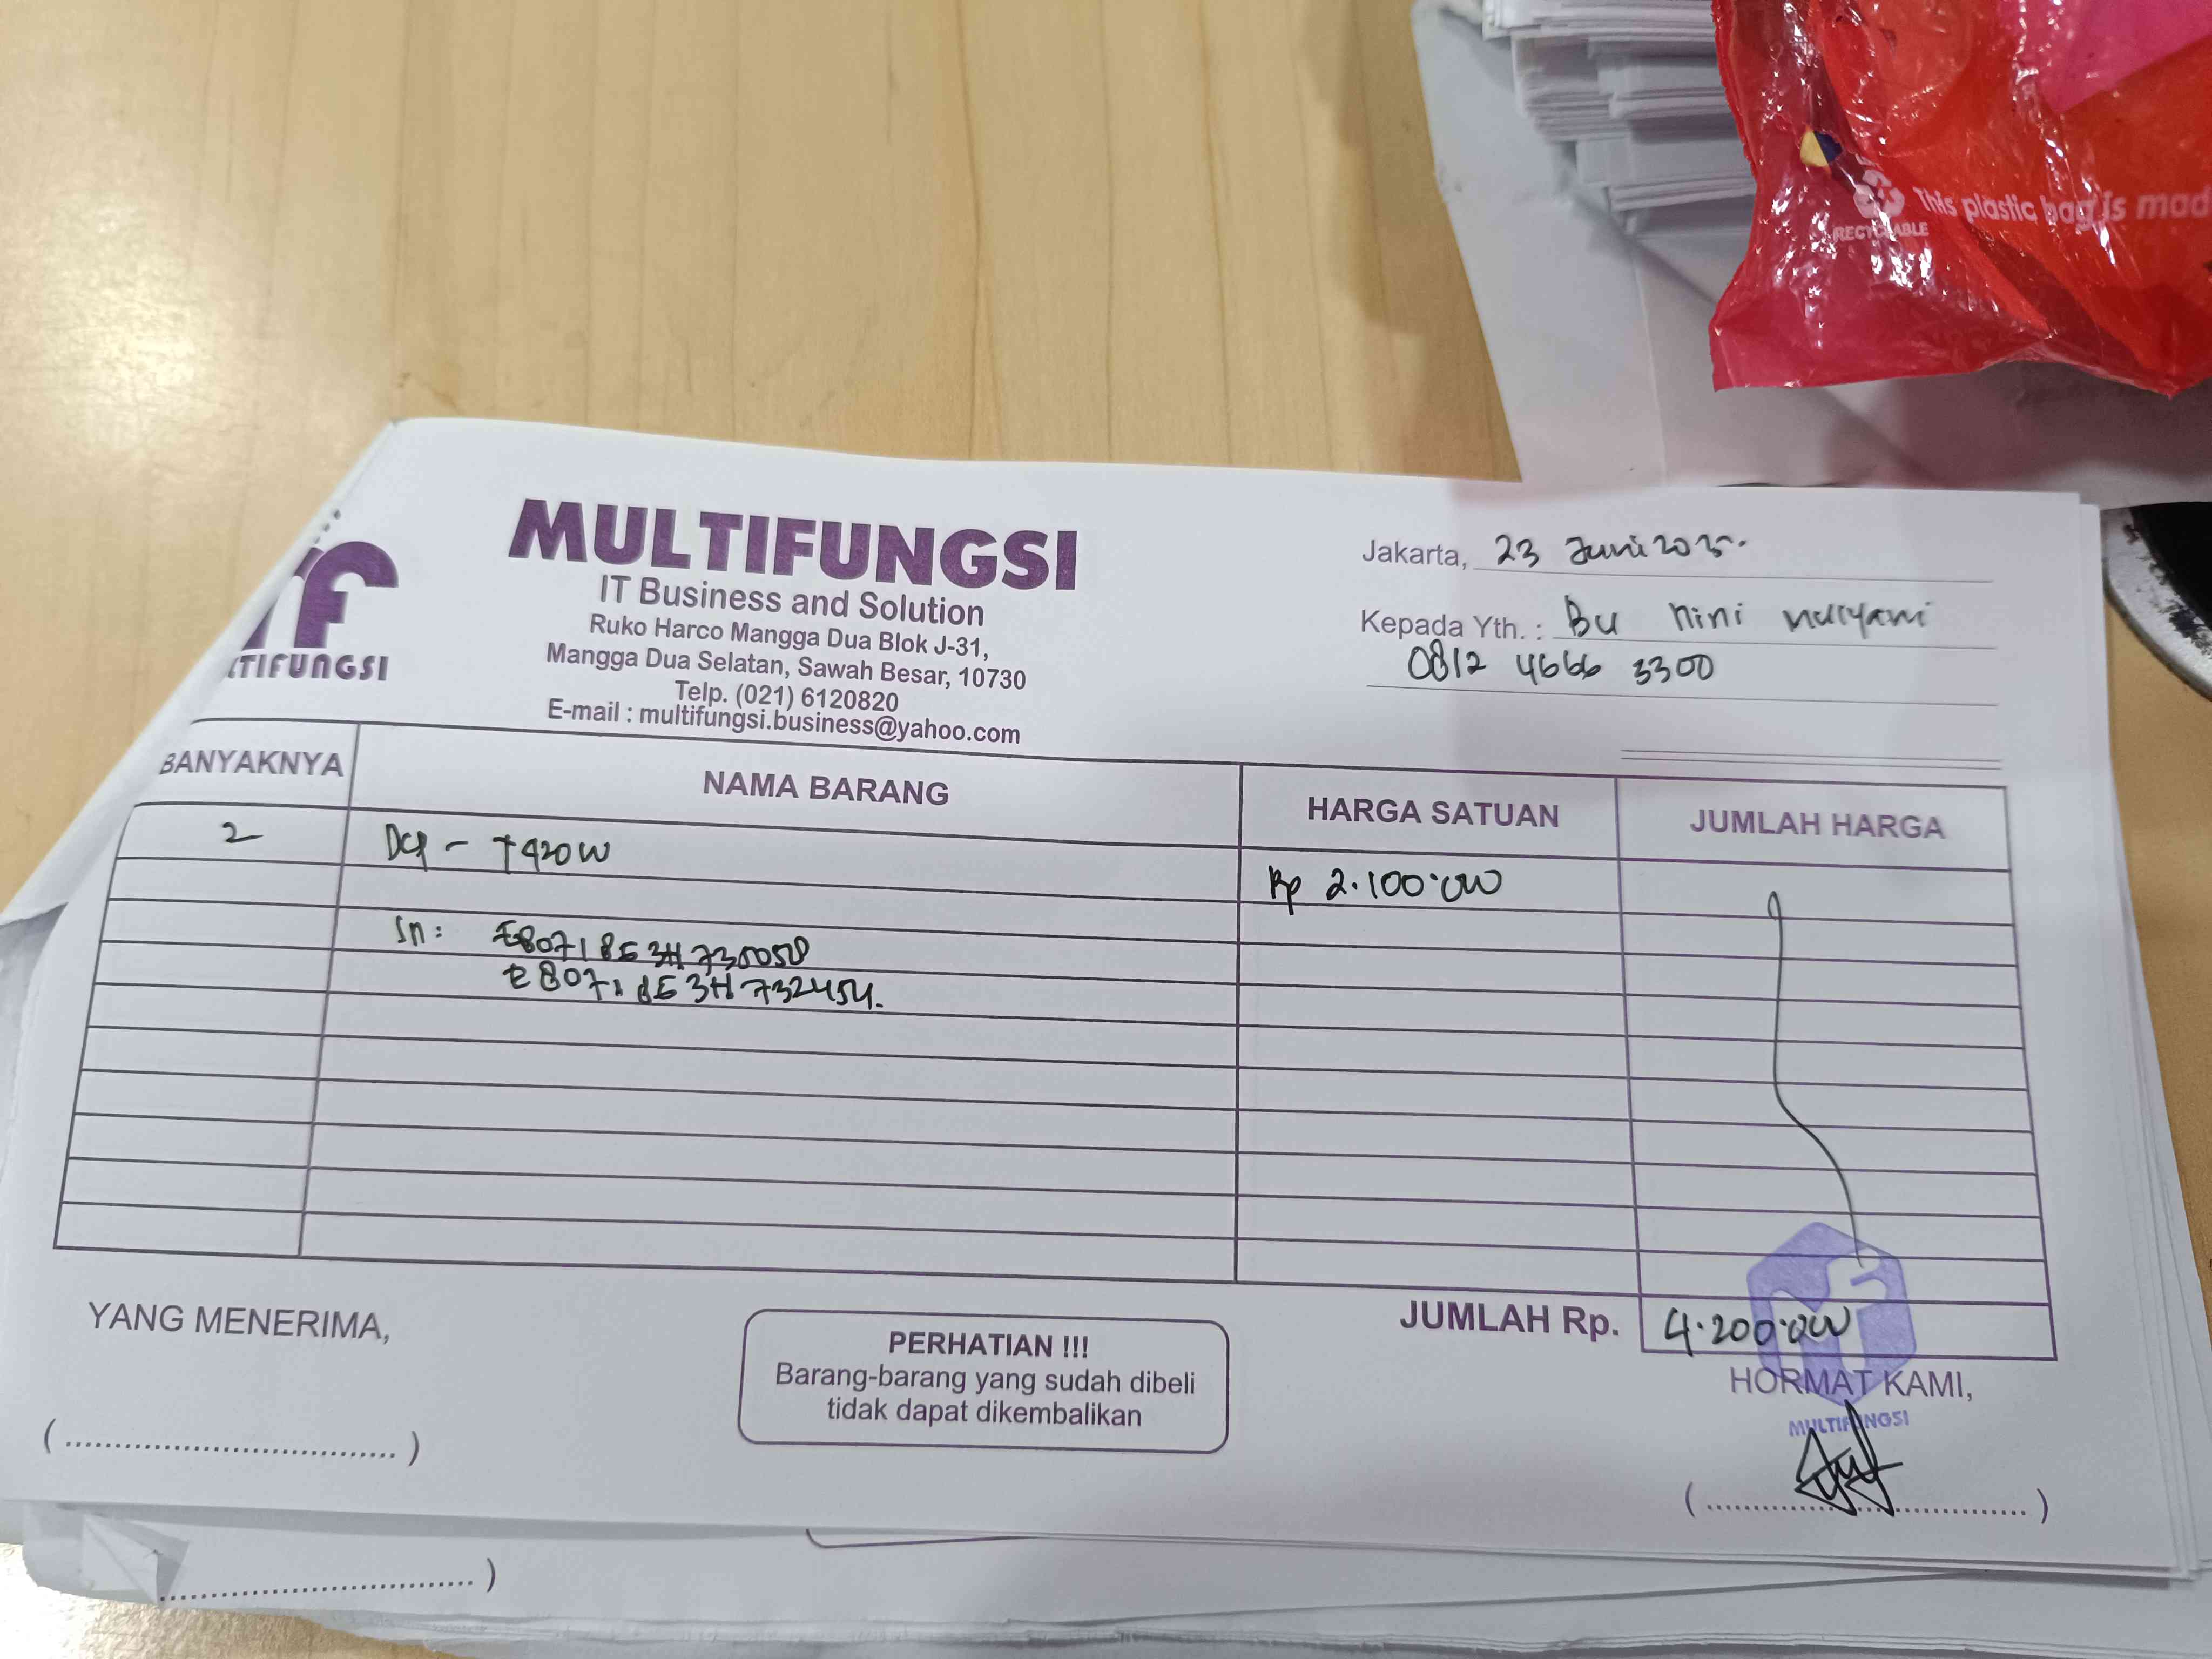 This plastic bag is mad
RECYCLABLE
MULTIFUNGSI
IT Business and Solution
Ruko Harco Mangga Dua Blok J-31,
Mangga Dua Selatan, Sawah Besar, 10730
Telp. (021) 6120820
E-mail : multifungsi.business@yahoo.com
TIFUNGSI
Jakarta, 23 Juni 2025.
Kepada Yth. : Bu Nini
0812 4666 3300
BANYAKNYA NAMA BARANG HARGA SATUAN JUMLAH HARGA
2 DCP - T420W Rp 2.100.000
Sn:
E80718E3H732454.
JUMLAH Rp. 4.200.000
YANG MENERIMA,
PERHATIAN !!!
Barang-barang yang sudah dibeli
tidak dapat dikembalikan
HORMAT KAMI,
MULTIFUNGSI